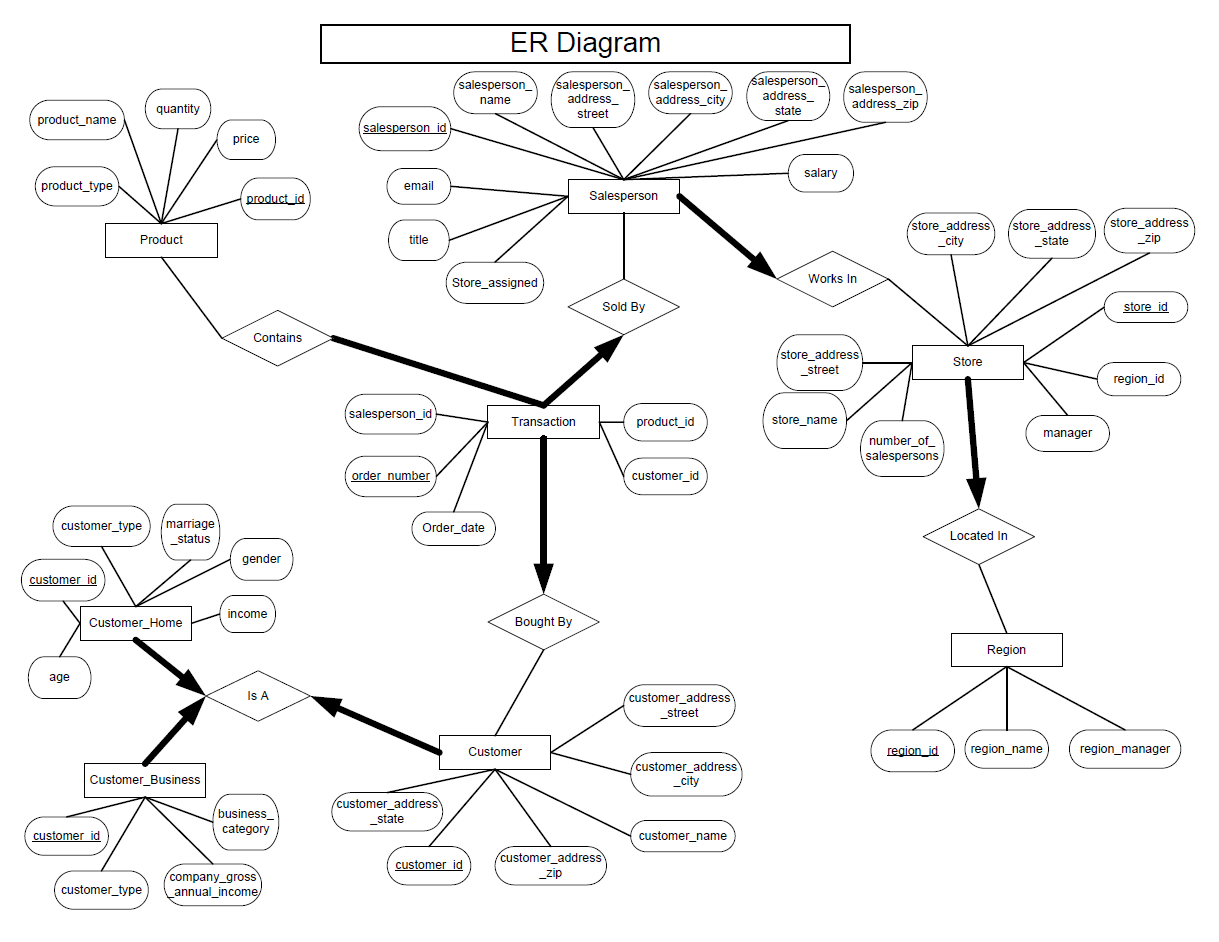 ER Diagram
salesperson_
name
salesperson_
address_
street
salesperson_
address_city
salesperson_
address_
state
salesperson_
address_zip
product_name
quantity
price
salesperson_id
product_type
product_id
email
salary
Salesperson
title
Store_assigned
Product
store_address
_city
store_address
_state
store_address
_zip
Works In
store_id
Contains
Sold By
store_address
_street
Store
region_id
store_name
number_of_
salespersons
manager
salesperson_id
Transaction
product_id
order_number
customer_id
Order_date
Located In
customer_type
marriage
_status
gender
customer_id
income
Customer_Home
age
Bought By
Region
Is A
customer_address
_street
region_id
region_name
region_manager
Customer
customer_address
_city
Customer_Business
customer_address
_state
customer_name
business_
category
customer_id
customer_id
customer_address
_zip
customer_type
company_gross
_annual_income